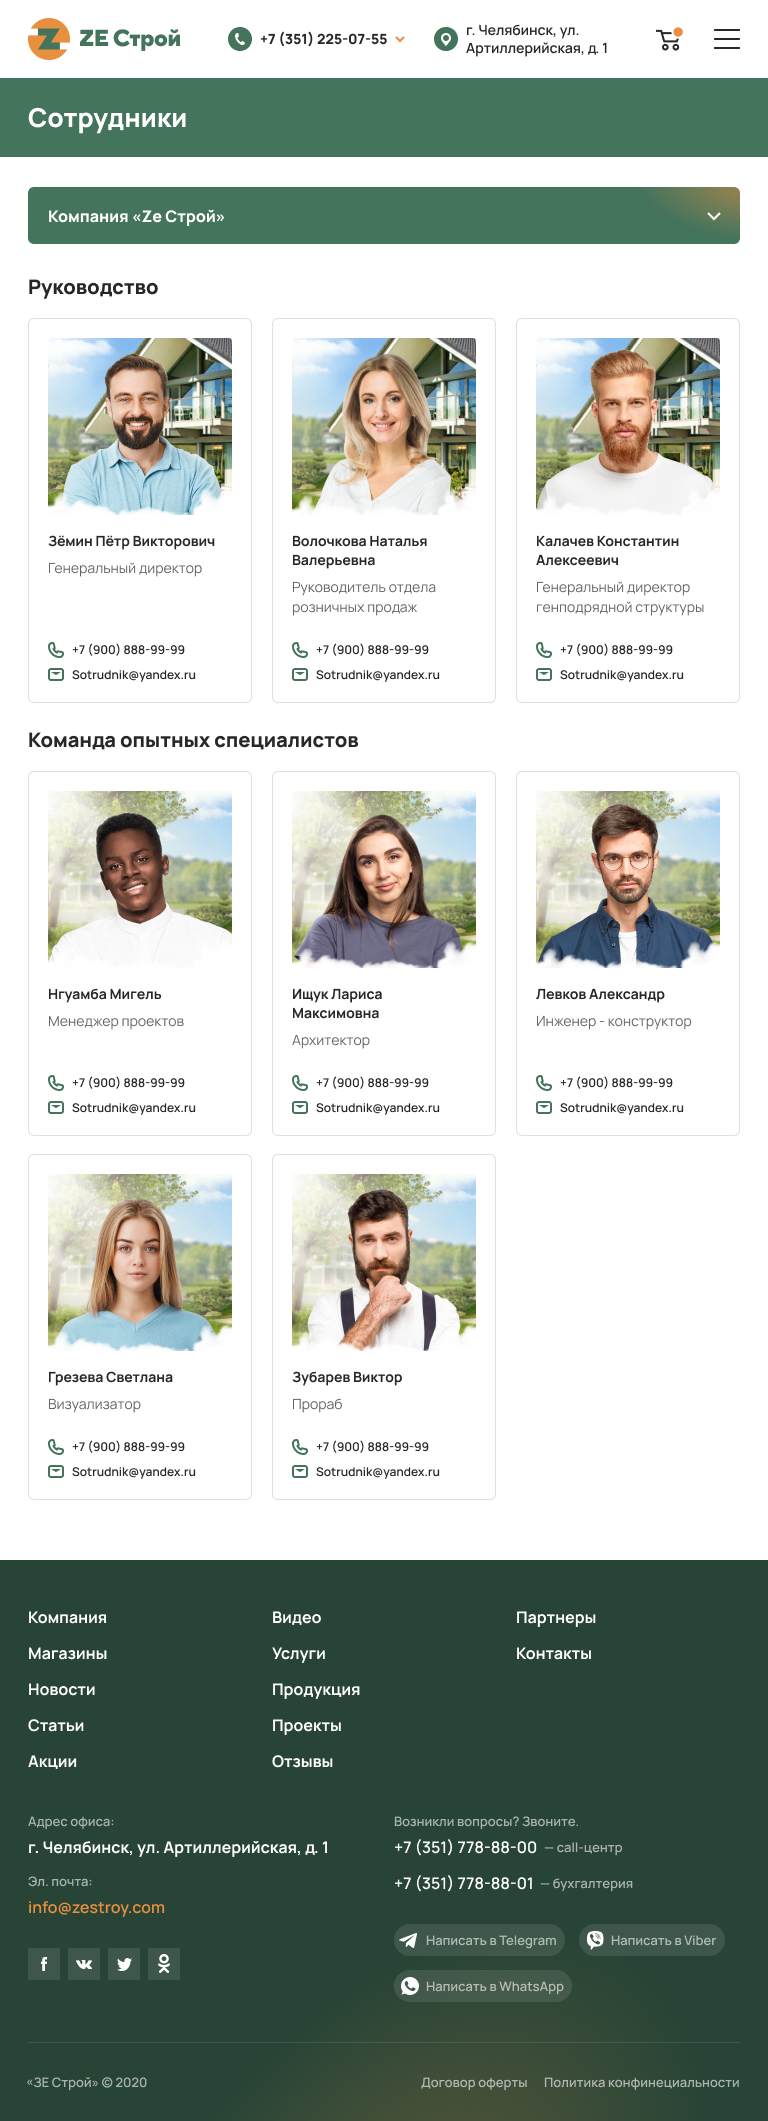 ZE Строй
+7 (351) 225-07-55
г. Челябинск, ул.
Артиллерийская, д. 1
Сотрудники
Компания «Ze Строй»
Руководство
Зёмин Пётр Викторович
Генеральный директор
+7 (900) 888-99-99
Sotrudnik@yandex.ru
Волочкова Наталья
Валерьевна
Руководитель отдела
розничных продаж
+7 (900) 888-99-99
Sotrudnik@yandex.ru
Калачев Константин
Алексеевич
Генеральный директор
генподрядной структуры
+7 (900) 888-99-99
Sotrudnik@yandex.ru
Команда опытных специалистов
Нгуамба Мигель
Менеджер проектов
+7 (900) 888-99-99
Sotrudnik@yandex.ru
Ищук Лариса
Максимовна
Архитектор
+7 (900) 888-99-99
Sotrudnik@yandex.ru
Левков Александр
Инженер - конструктор
+7 (900) 888-99-99
Sotrudnik@yandex.ru
Грезева Светлана
Визуализатор
+7 (900) 888-99-99
Sotrudnik@yandex.ru
Зубарев Виктор
Прораб
+7 (900) 888-99-99
Sotrudnik@yandex.ru
Компания
Магазины
Новости
Статьи
Акции
Видео
Услуги
Продукция
Проекты
Отзывы
Партнеры
Контакты
Адрес офиса:
г. Челябинск, ул. Артиллерийская, д. 1
Эл. почта:
info@zestroy.com
Возникли вопросы? Звоните.
+7 (351) 778-88-00 — call-центр
+7 (351) 778-88-01 — бухгалтерия
Написать в Telegram
Написать в Viber
Написать в WhatsApp
«ЗЕ Строй» © 2020
Договор оферты
Политика конфинециальности